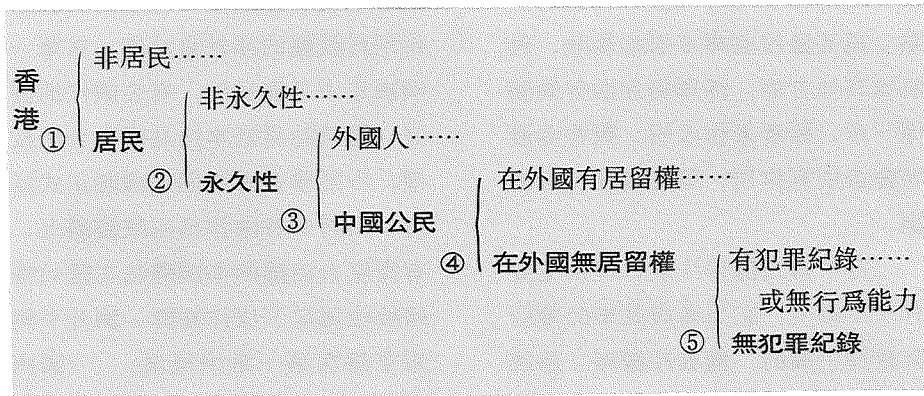 香港
非居民……
① 居民
非永久性……
② 永久性
外國人……
③ 中國公民
在外國有居留權……
④ 在外國無居留權
有犯罪紀錄……
或無行爲能力
⑤ 無犯罪紀錄